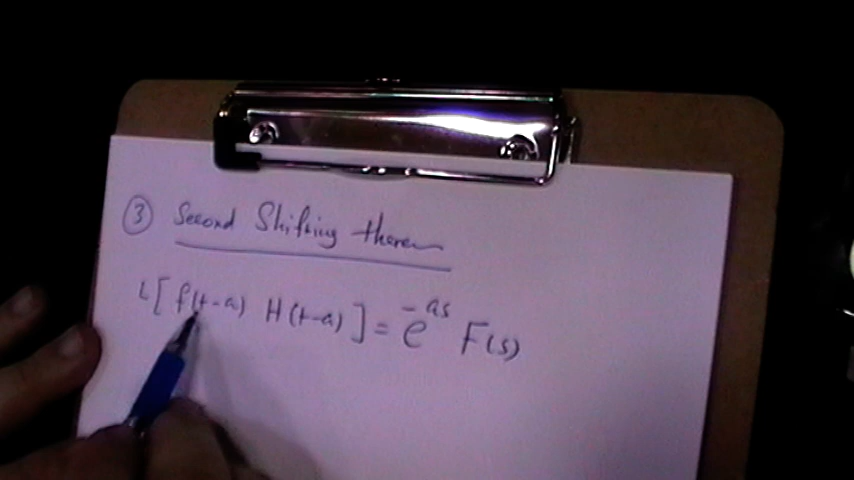 ③ Second Shifting theorem
L[f(t-a) H(t-a)] = e^{-as} F(s)